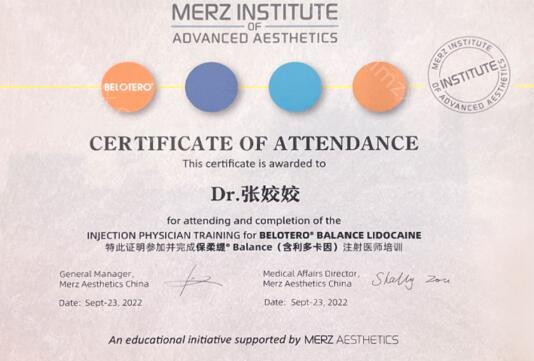 MERZ INSTITUTE
OF
ADVANCED AESTHETICS
BELOTERO®
MERZ INSTITUTE
INSTITUTE
OF ADVANCED AESTHETICS
CERTIFICATE OF ATTENDANCE
This certificate is awarded to
Dr.张姣姣
for attending and completion of the
INJECTION PHYSICIAN TRAINING for BELOTERO® BALANCE LIDOCAINE
特此证明参加并完成保柔缇® Balance（含利多卡因）注射医师培训
General Manager,
Merz Aesthetics China
Medical Affairs Director,
Merz Aesthetics China
Shally Zou
Date: Sept-23, 2022
Date: Sept-23, 2022
An educational initiative supported by MERZ AESTHETICS